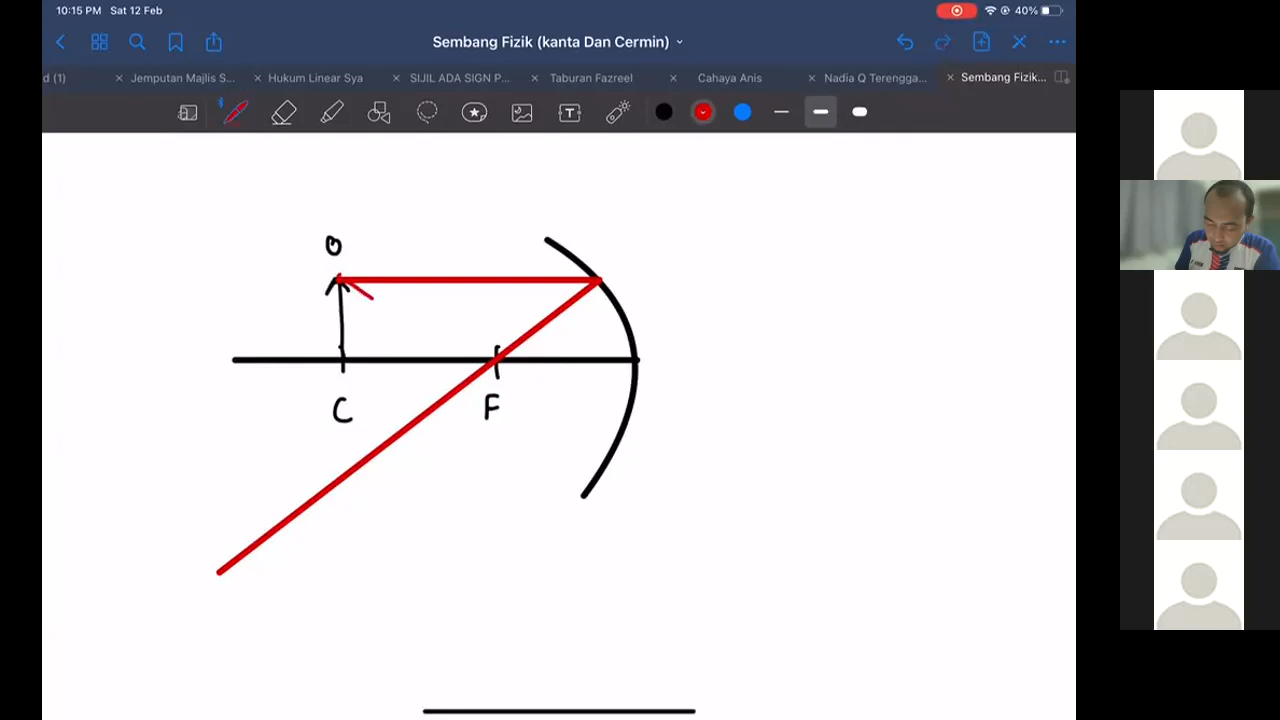 10:15 PM Sat 12 Feb
40%
Sembang Fizik (kanta Dan Cermin)
d (1)
Jemputan Majlis S...
Hukum Linear Sya
SIJIL ADA SIGN P...
Taburan Fazreel
Cahaya Anis
Nadia Q Terengga...
Sembang Fizik...
T
O
C
F